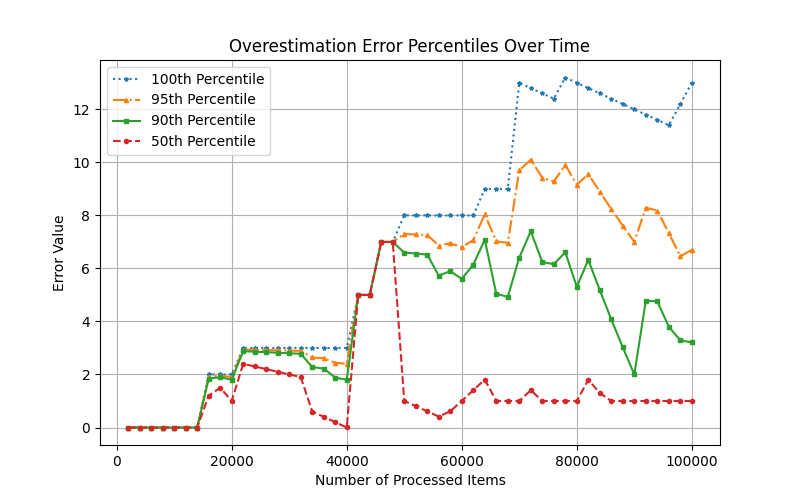 Overestimation Error Percentiles Over Time
100th Percentile
95th Percentile
90th Percentile
50th Percentile
Error Value
12
10
8
6
4
2
0
0 20000 40000 60000 80000 100000
Number of Processed Items